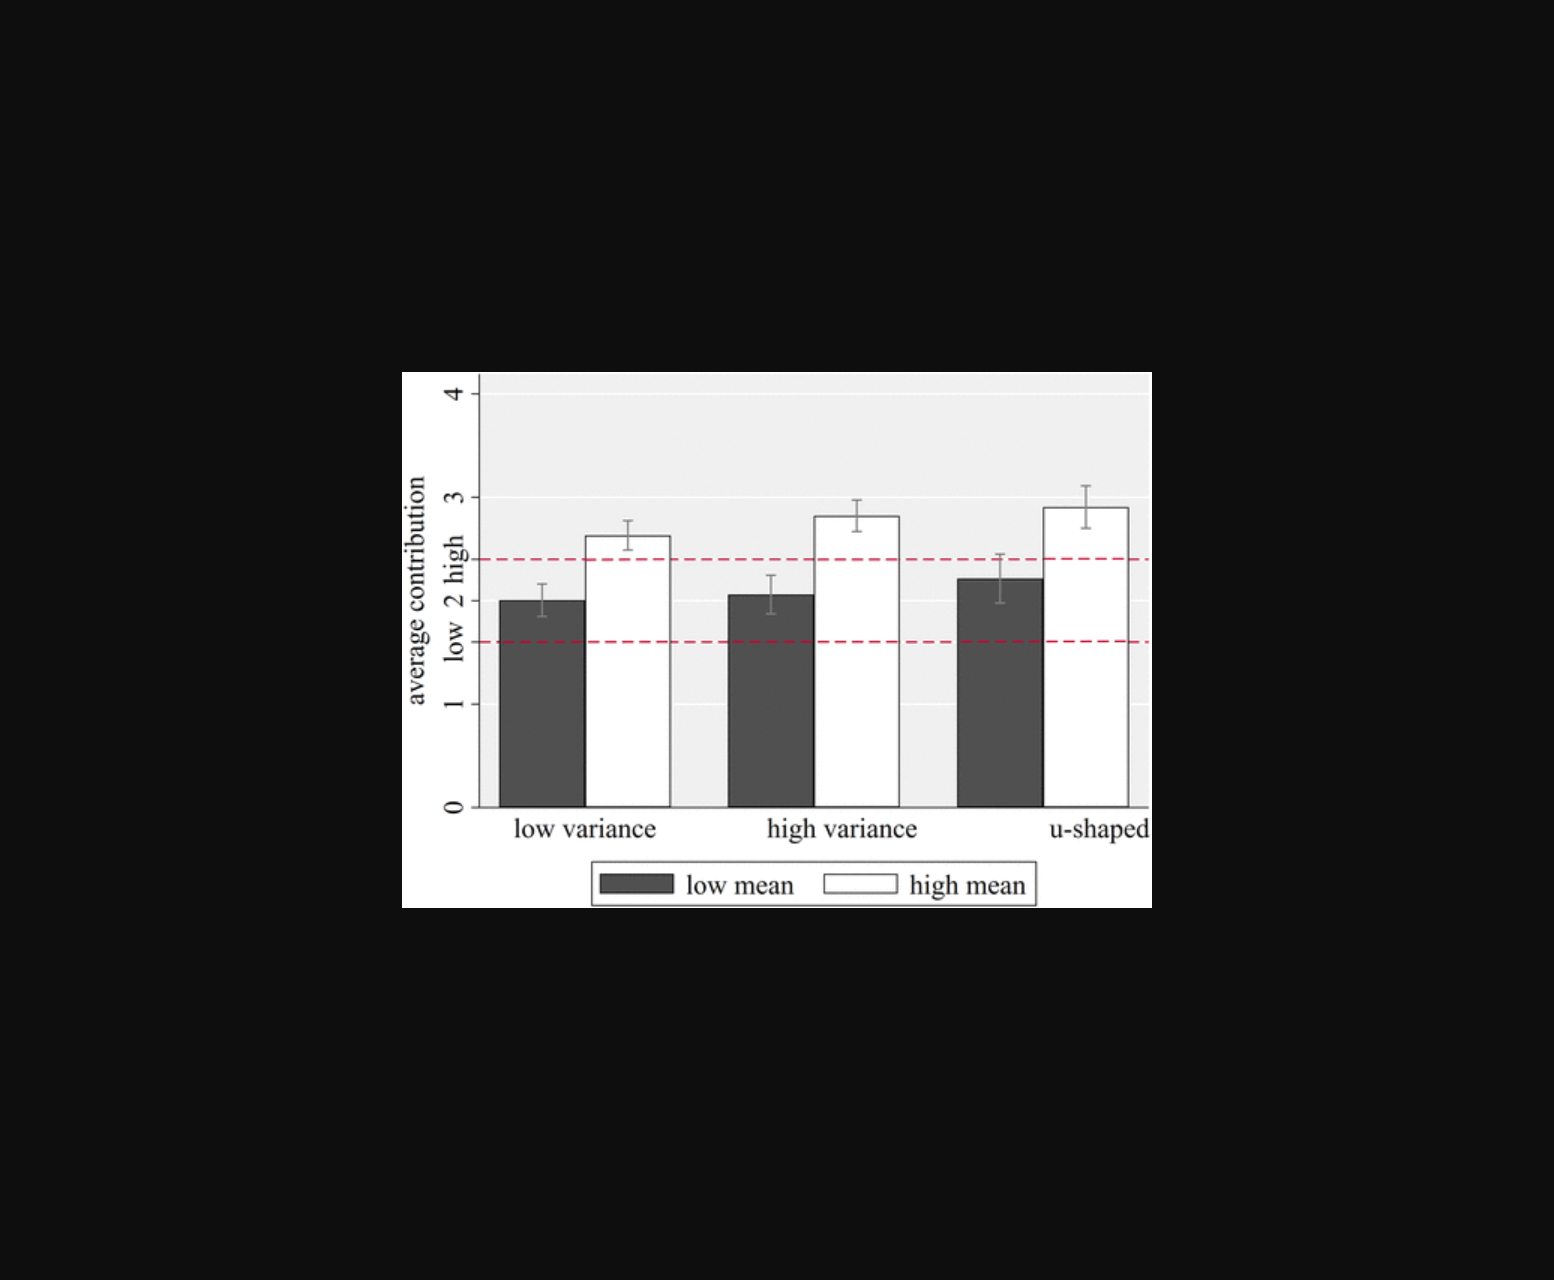 average contribution
4
3
high
2
low
1
0
low variance high variance u-shaped
low mean high mean